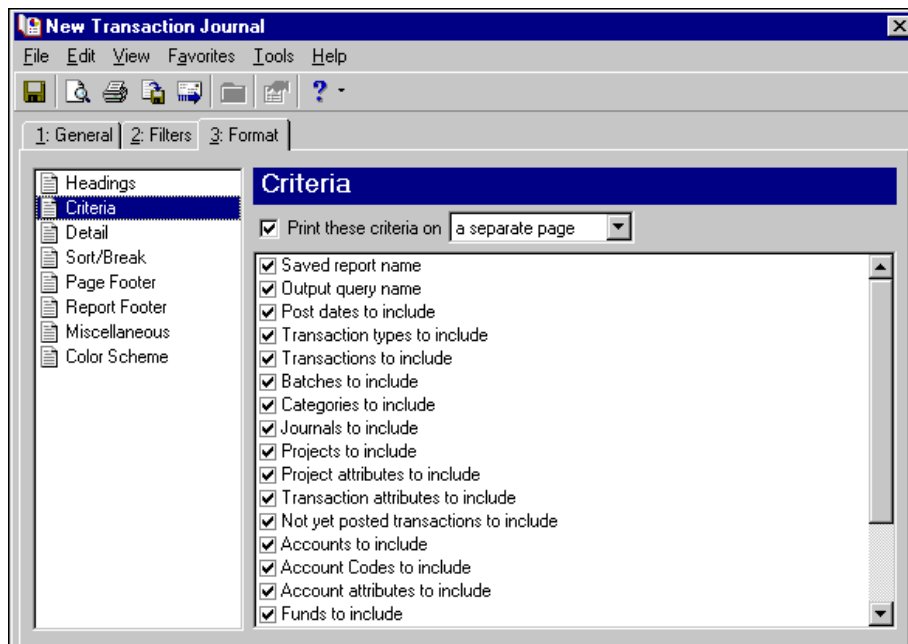 New Transaction Journal
File Edit View Favorites Tools Help
?
1: General 2: Filters 3: Format
Headings
Criteria
Detail
Sort/Break
Page Footer
Report Footer
Miscellaneous
Color Scheme
Criteria
Print these criteria on a separate page
Saved report name
Output query name
Post dates to include
Transaction types to include
Transactions to include
Batches to include
Categories to include
Journals to include
Projects to include
Project attributes to include
Transaction attributes to include
Not yet posted transactions to include
Accounts to include
Account Codes to include
Account attributes to include
Funds to include